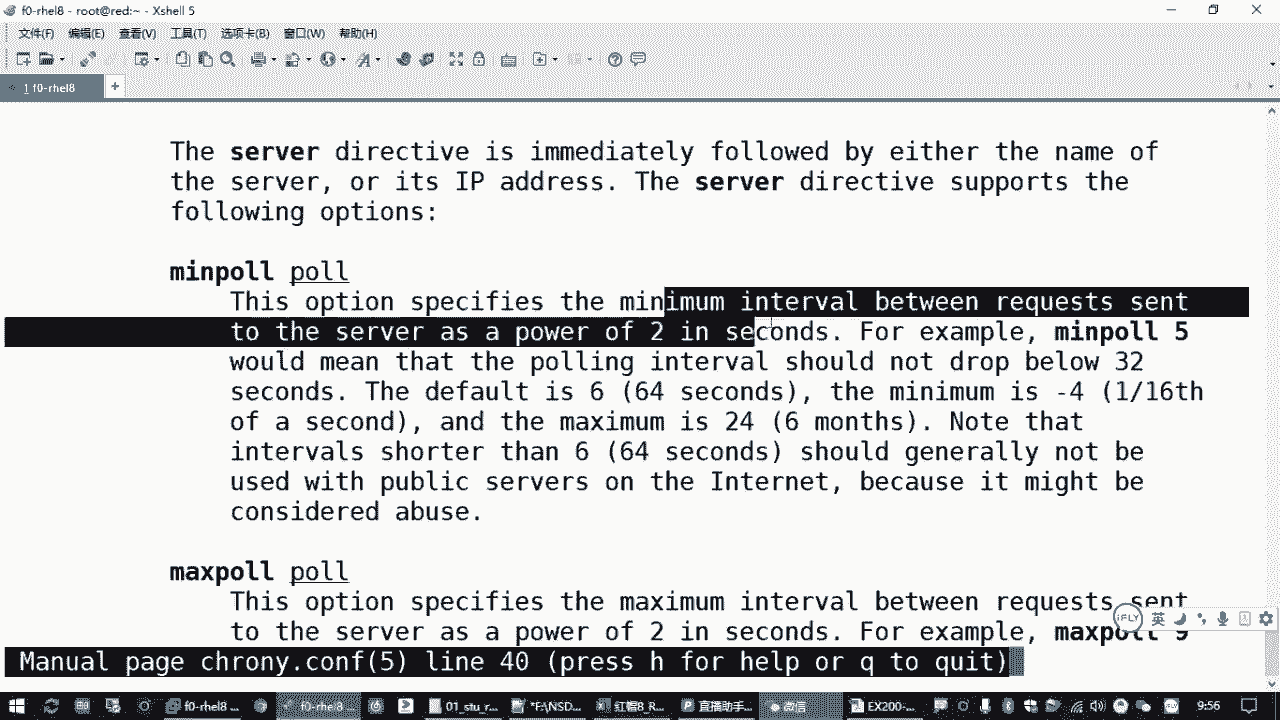 f0-rhel8 - root@red:~ - Xshell 5
文件(F) 编辑(E) 查看(V) 工具(T) 选项卡(B) 窗口(W) 帮助(H)
1 f0-rhel8
The server directive is immediately followed by either the name of
the server, or its IP address. The server directive supports the
following options:
minpoll poll
This option specifies the minimum interval between requests sent
to the server as a power of 2 in seconds. For example, minpoll 5
would mean that the polling interval should not drop below 32
seconds. The default is 6 (64 seconds), the minimum is -4 (1/16th
of a second), and the maximum is 24 (6 months). Note that
intervals shorter than 6 (64 seconds) should generally not be
used with public servers on the Internet, because it might be
considered abuse.
maxpoll poll
This option specifies the maximum interval between requests sent
to the server as a power of 2 in seconds. For example, maxpoll 9
iFLY 英
Manual page chrony.conf(5) line 40 (press h for help or q to quit)
f0-rhel8 ... f0-rhel8 01_stu_r... *F\[NSD... 红帽8_R... 直播助手... 微信 EX200-... 9:56